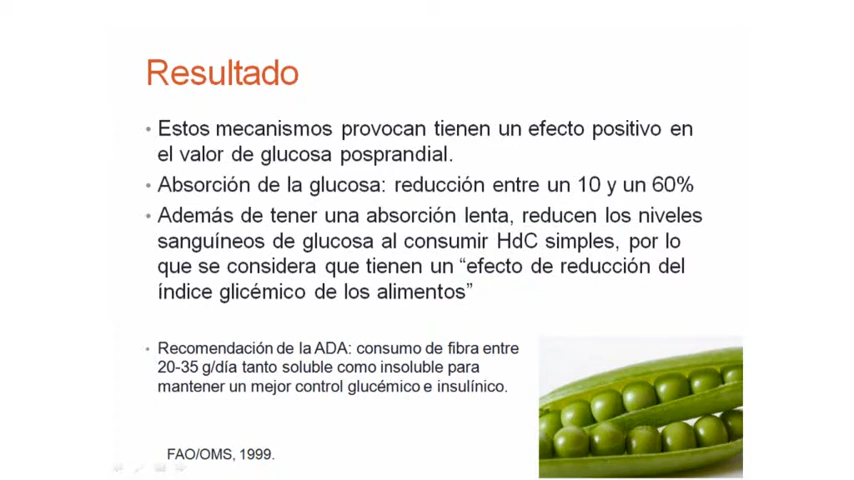 Resultado
• Estos mecanismos provocan tienen un efecto positivo en
el valor de glucosa posprandial.
• Absorción de la glucosa: reducción entre un 10 y un 60%
• Además de tener una absorción lenta, reducen los niveles
sanguíneos de glucosa al consumir HdC simples, por lo
que se considera que tienen un “efecto de reducción del
índice glicémico de los alimentos”
• Recomendación de la ADA: consumo de fibra entre
20-35 g/día tanto soluble como insoluble para
mantener un mejor control glucémico e insulínico.
FAO/OMS, 1999.